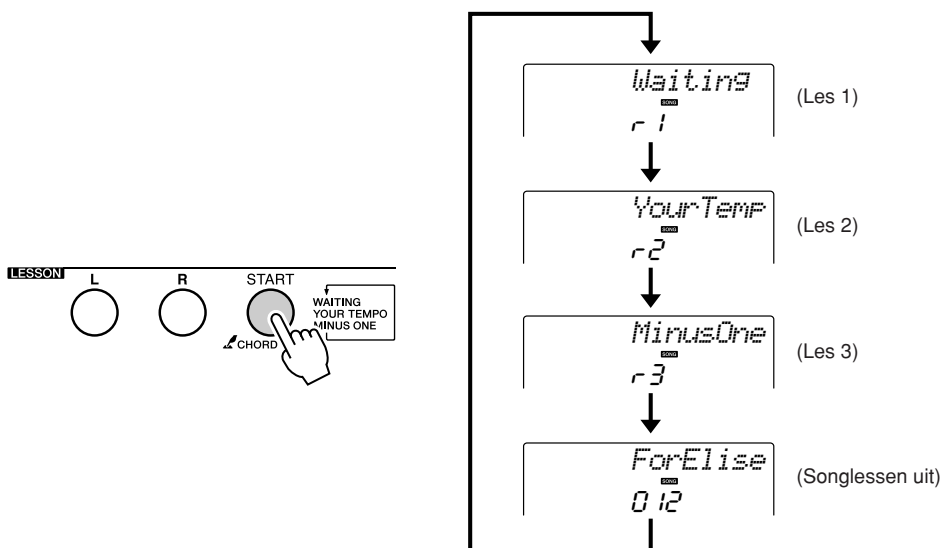 LESSON
L
R
START
WAITING
YOUR TEMPO
MINUS ONE
CHORD
Waiting
SONG
r1
(Les 1)
YourTemp
SONG
r2
(Les 2)
MinusOne
SONG
r3
(Les 3)
ForElise
SONG
012
(Songlessen uit)